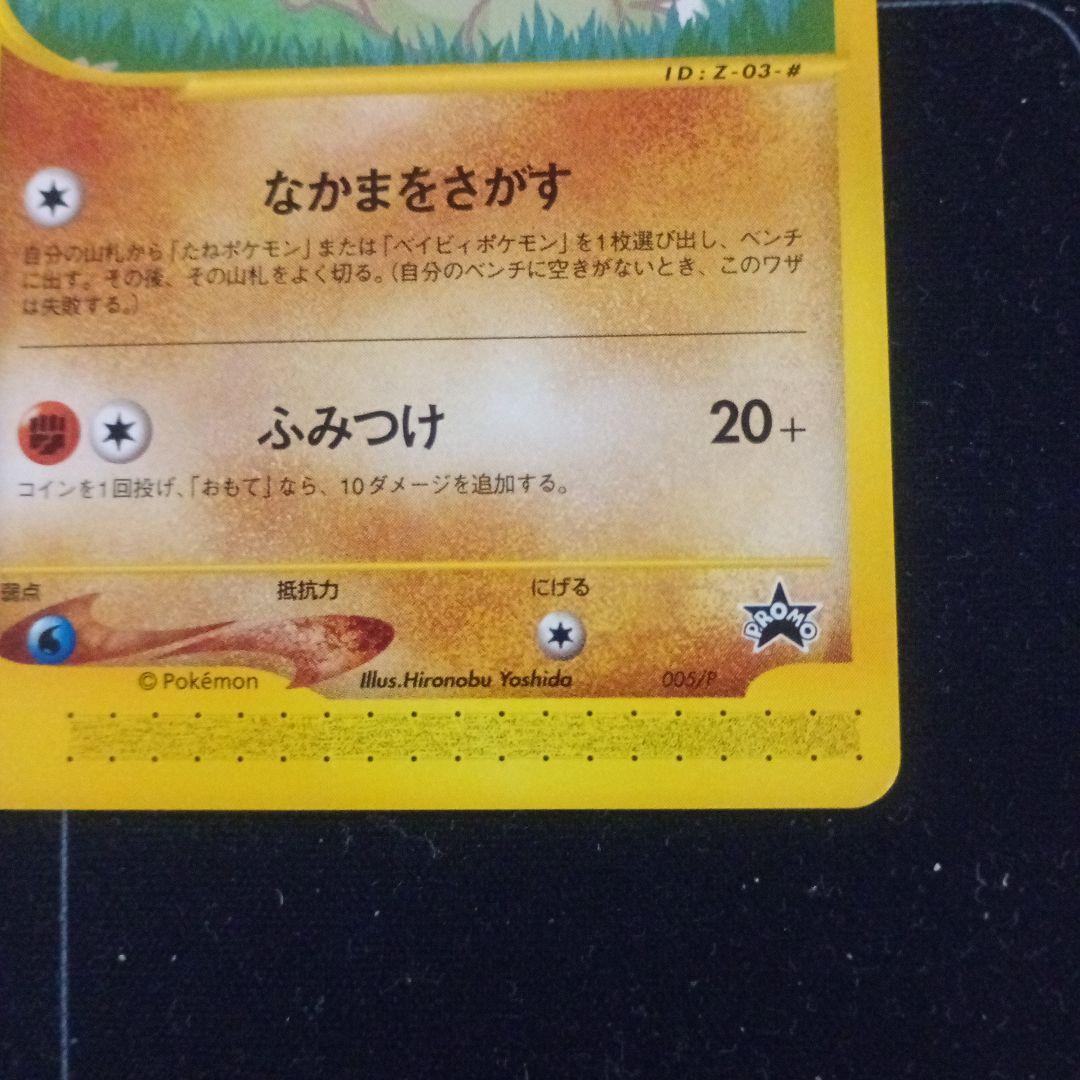 ID:Z-03-#
なかまをさがす
自分の山札から「たねポケモン」または「ベイビィポケモン」を1枚選び出し、ベンチ
に出す。その後、その山札をよく切る。(自分のベンチに空きがないとき、このワザ
は失敗する。)
ふみつけ 20+
コインを1回投げ、「おもて」なら、10ダメージを追加する。
弱点 抵抗力 にげる
PROMO
©Pokémon Illus.Hironobu Yoshida 005/P